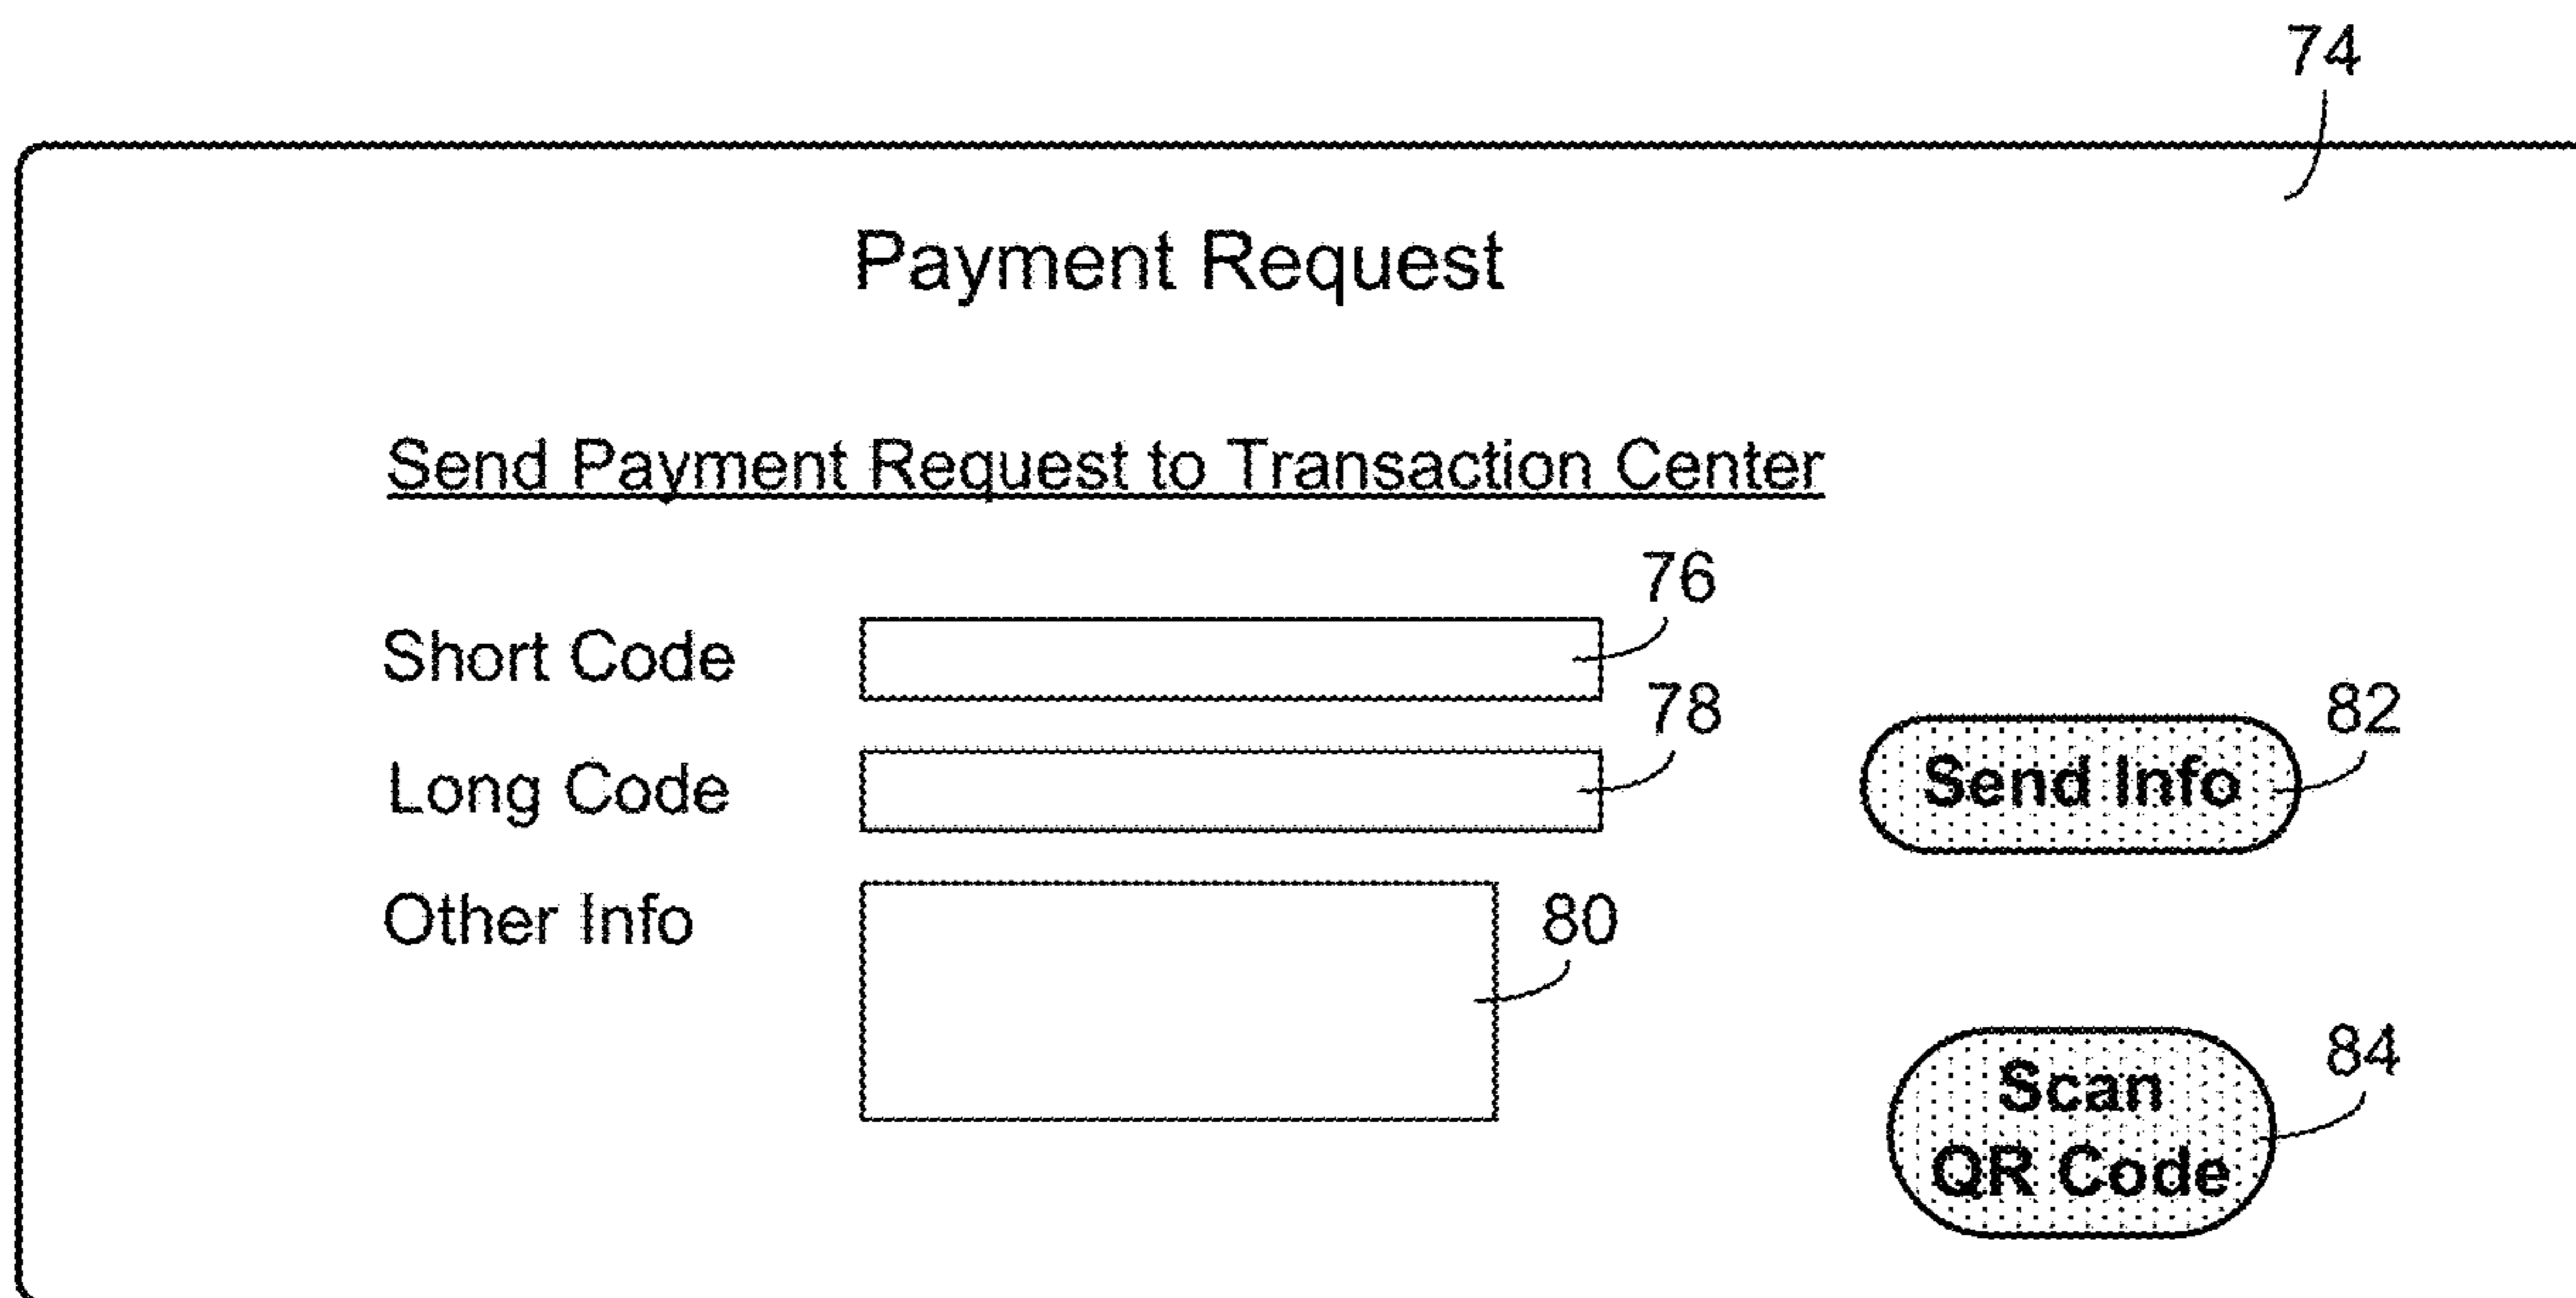 74
Payment Request
Send Payment Request to Transaction Center
76
Short Code
78
82
Long Code
Send Info
Other Info
80
84
Scan
QR Code